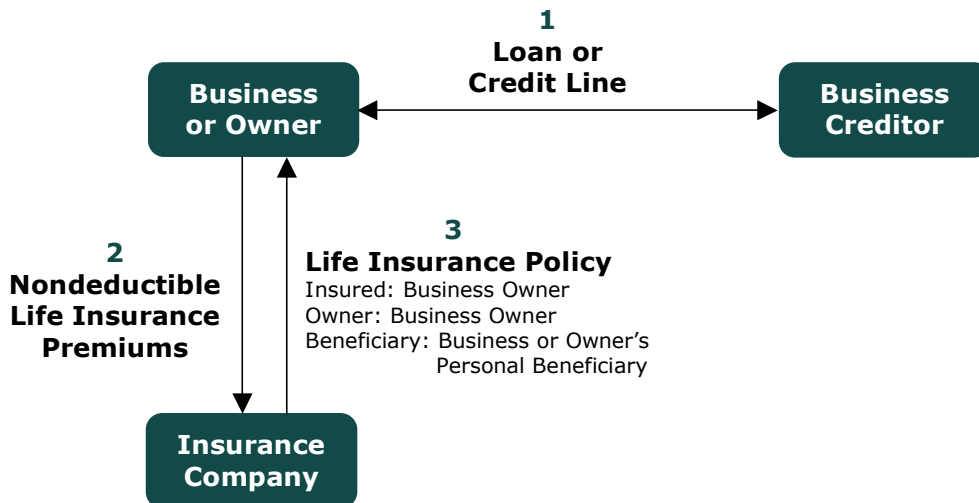 1
Loan or
Credit Line
Business
or Owner
Business
Creditor
2
Nondeductible
Life Insurance
Premiums
3
Life Insurance Policy
Insured: Business Owner
Owner: Business Owner
Beneficiary: Business or Owner’s
Personal Beneficiary
Insurance
Company